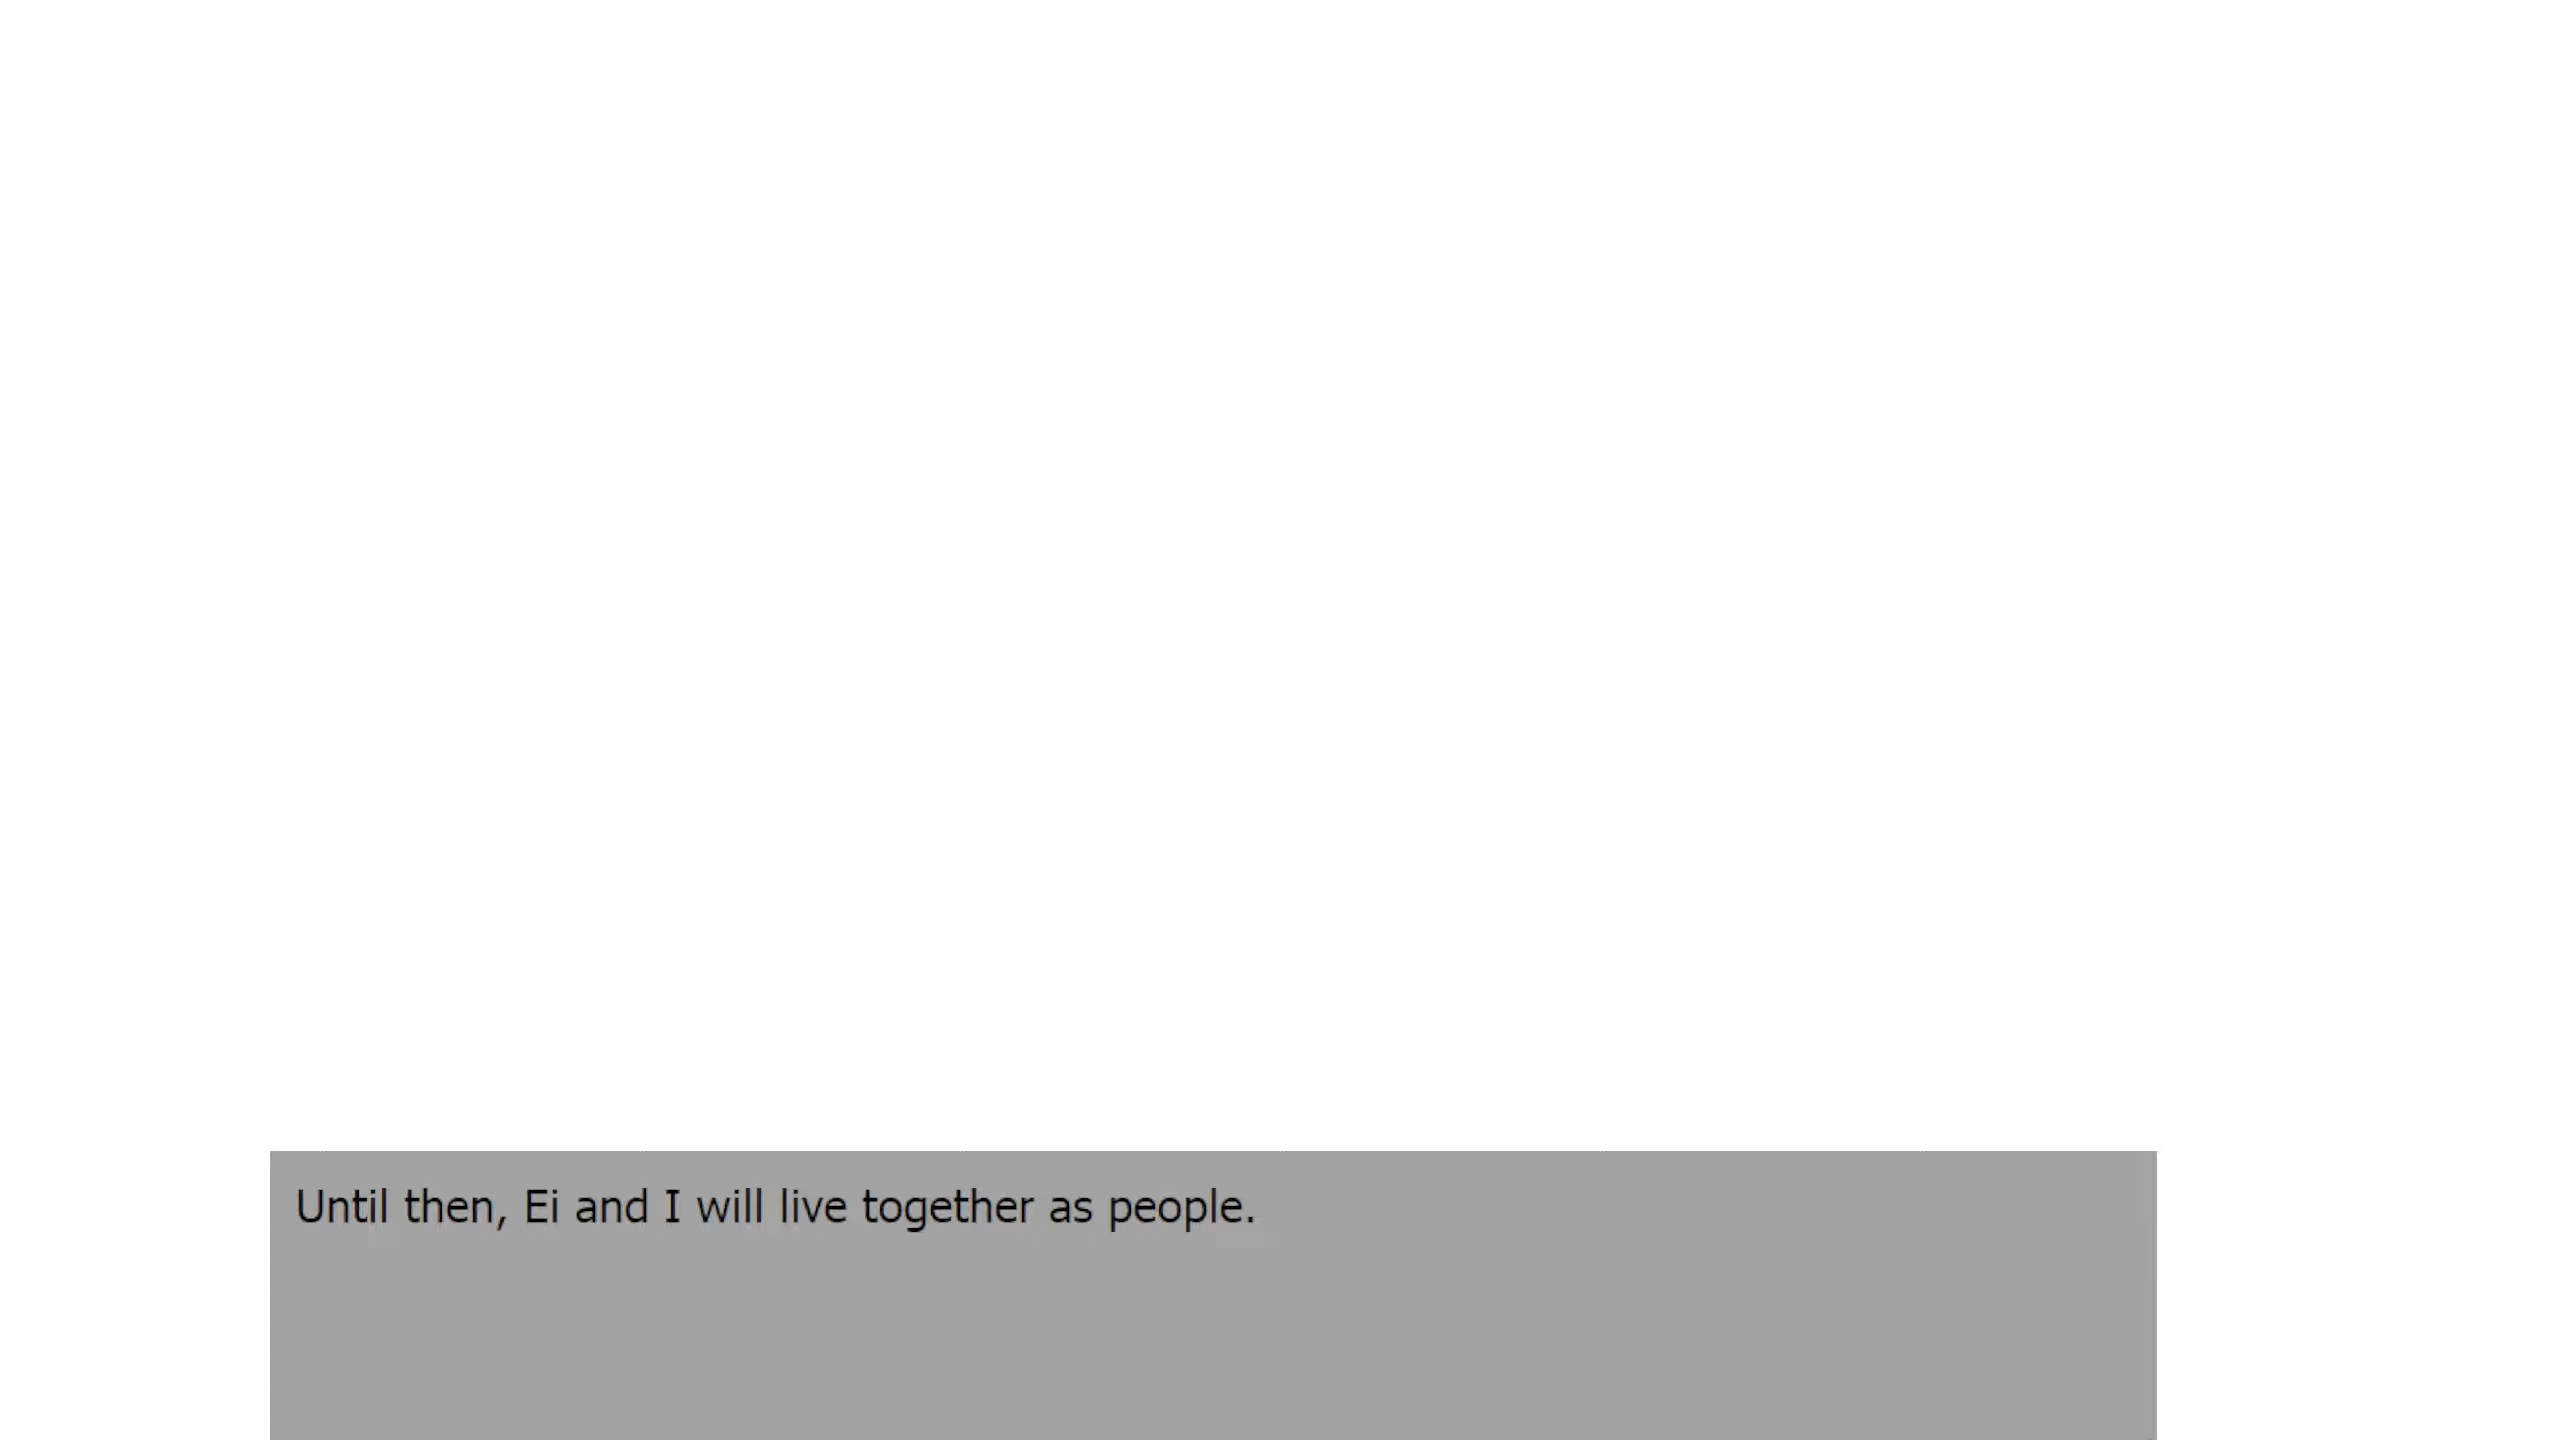 Until then, Ei and I will live together as people.